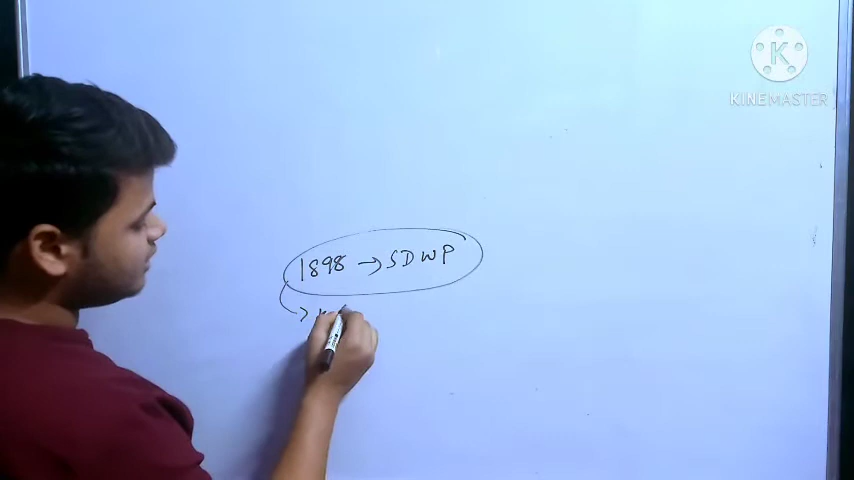 K
KINEMASTER
1898 → SDWP
→